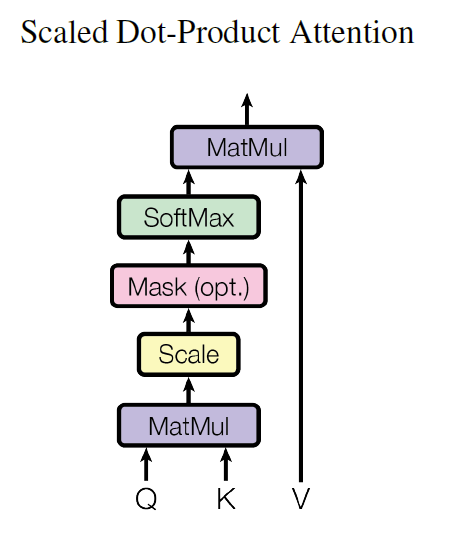 Scaled Dot-Product Attention
MatMul
SoftMax
Mask (opt.)
Scale
MatMul
Q K V